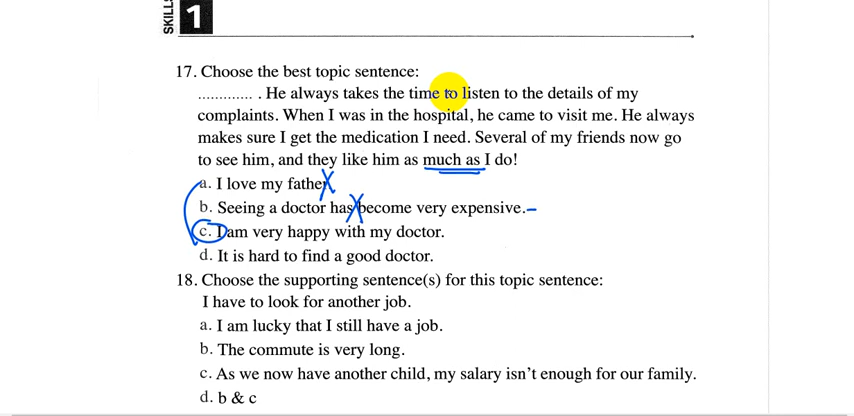 SKILLS
1
17. Choose the best topic sentence:
............. . He always takes the time to listen to the details of my
complaints. When I was in the hospital, he came to visit me. He always
makes sure I get the medication I need. Several of my friends now go
to see him, and they like him as much as I do!
a. I love my father.
b. Seeing a doctor has become very expensive.
c. I am very happy with my doctor.
d. It is hard to find a good doctor.
18. Choose the supporting sentence(s) for this topic sentence:
I have to look for another job.
a. I am lucky that I still have a job.
b. The commute is very long.
c. As we now have another child, my salary isn't enough for our family.
d. b & c